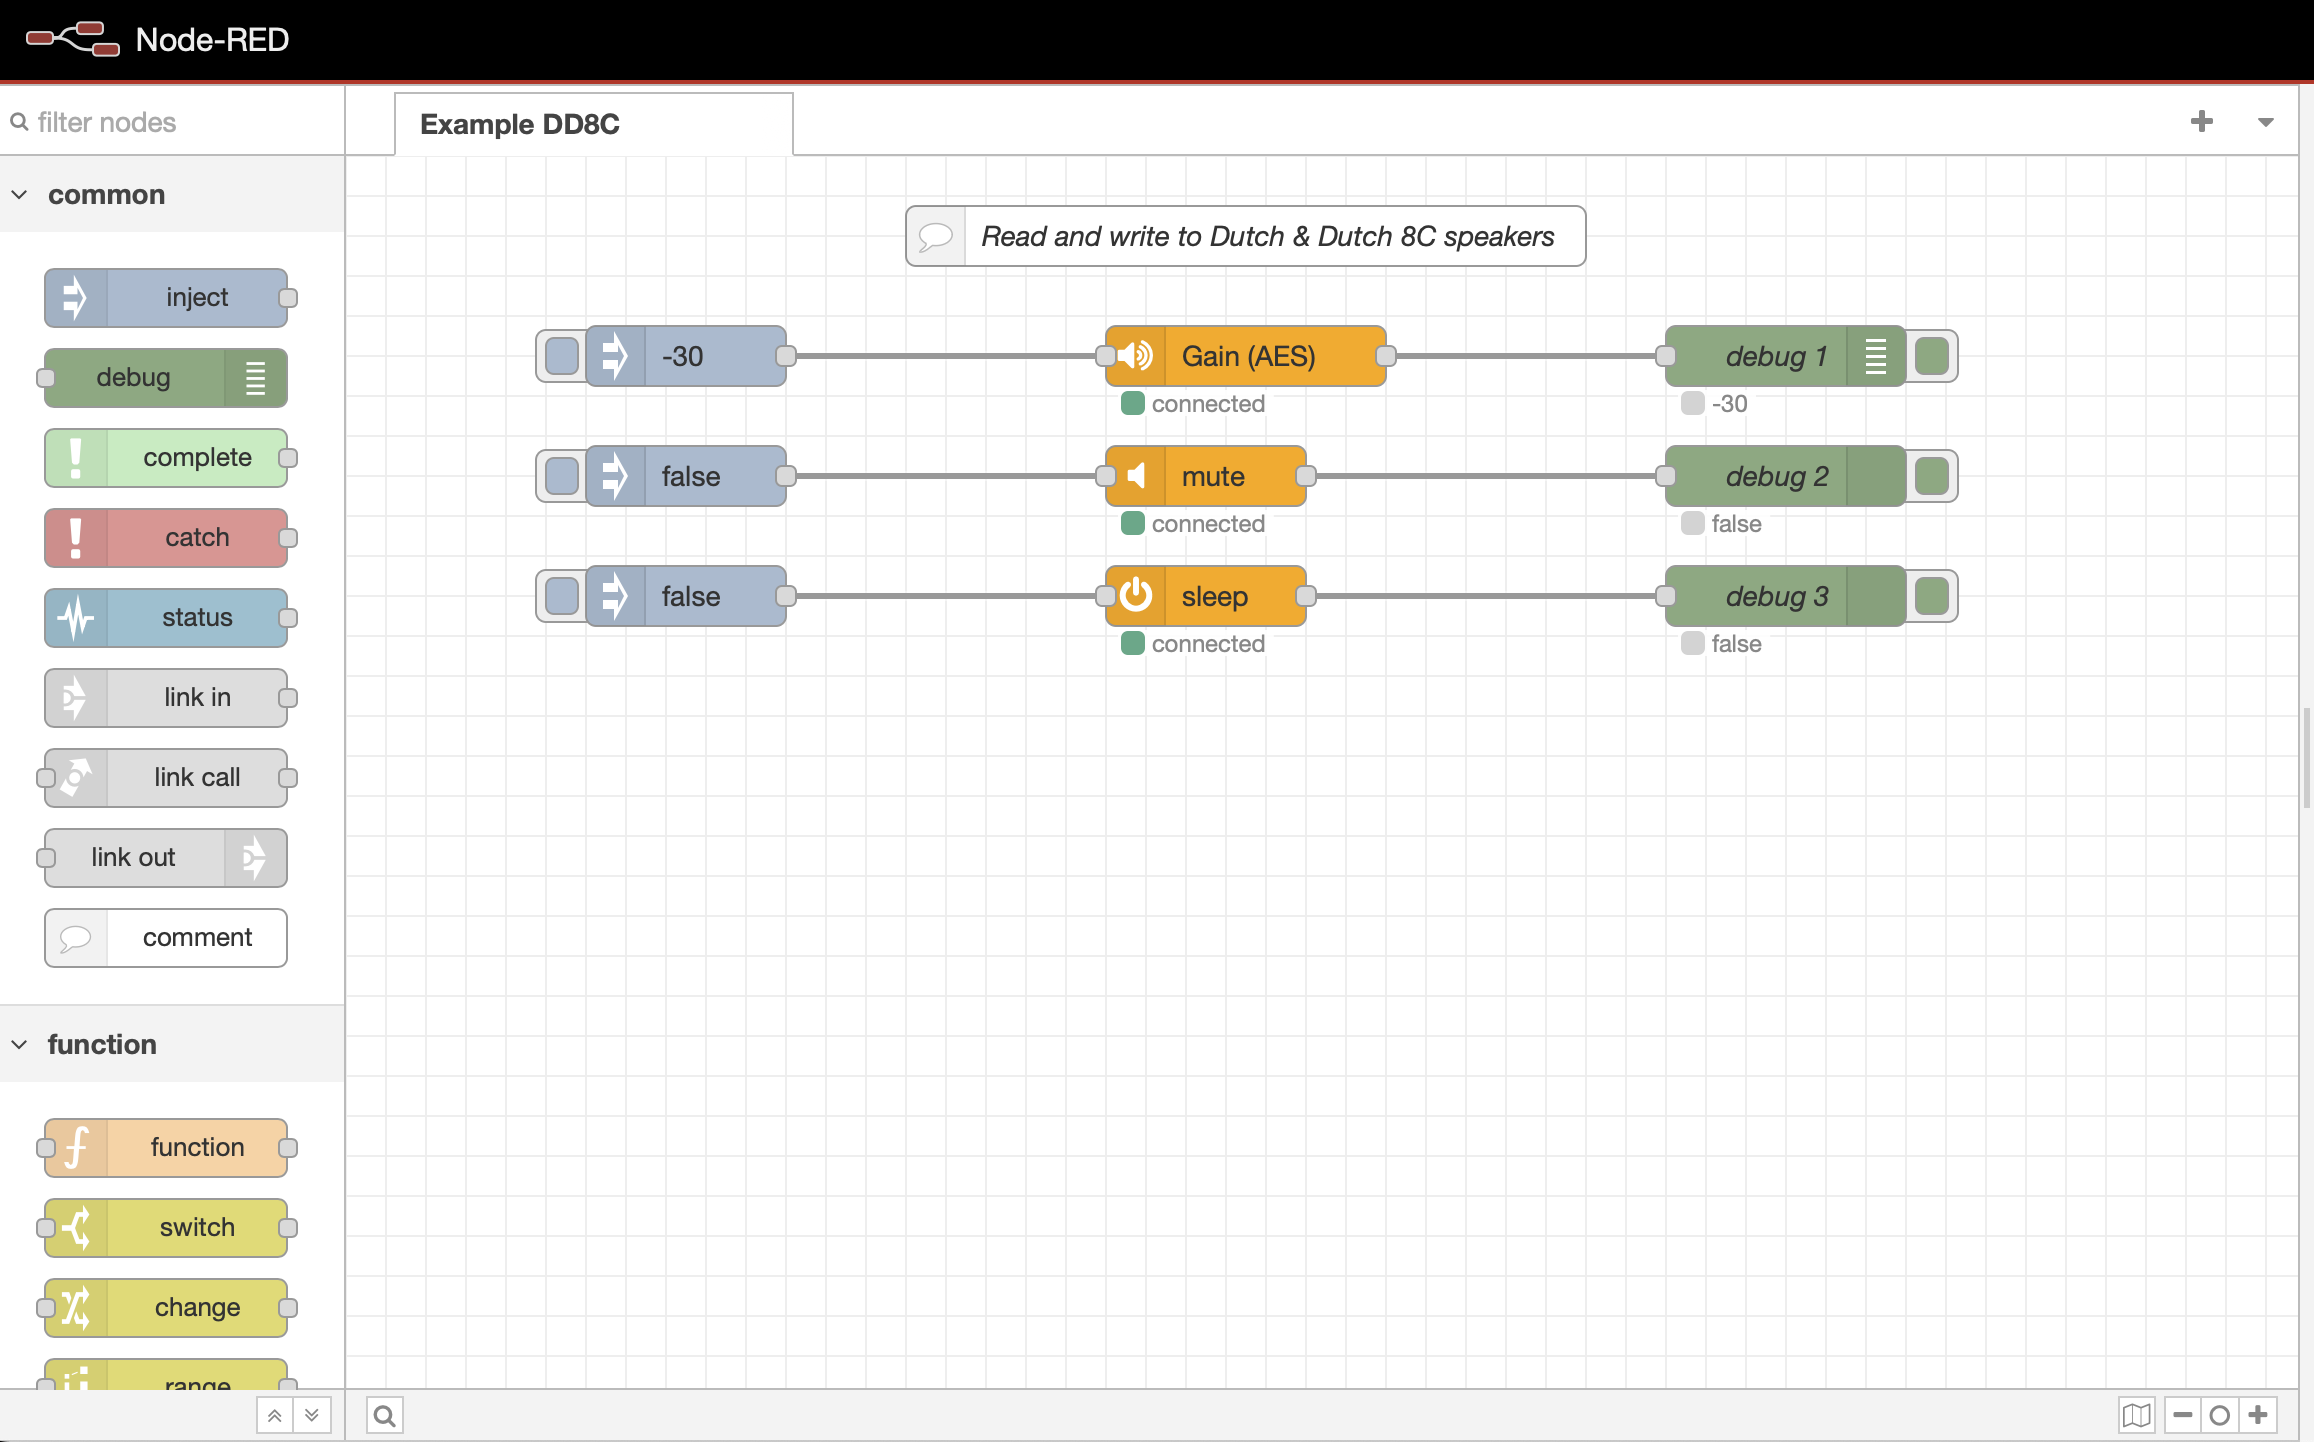 Node-RED
filter nodes
Example DD8C
common
inject
debug
complete
catch
status
link in
link call
link out
comment
function
function
switch
change
range
Read and write to Dutch & Dutch 8C speakers
-30
Gain (AES)
debug 1
connected
-30
false
mute
debug 2
connected
false
false
sleep
debug 3
connected
false